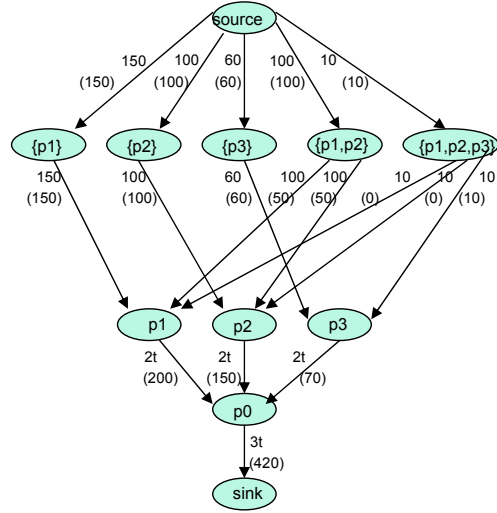 source
150 100 60 100 10
(150) (100) (60) (100) (10)
{p1} {p2} {p3} {p1,p2} {p1,p2,p3}
150 100 60 100 100 10 10 10
(150) (100) (60) (50) (50) (0) (0) (10)
p1 p2 p3
2t 2t 2t
(200) (150) (70)
p0
3t
(420)
sink